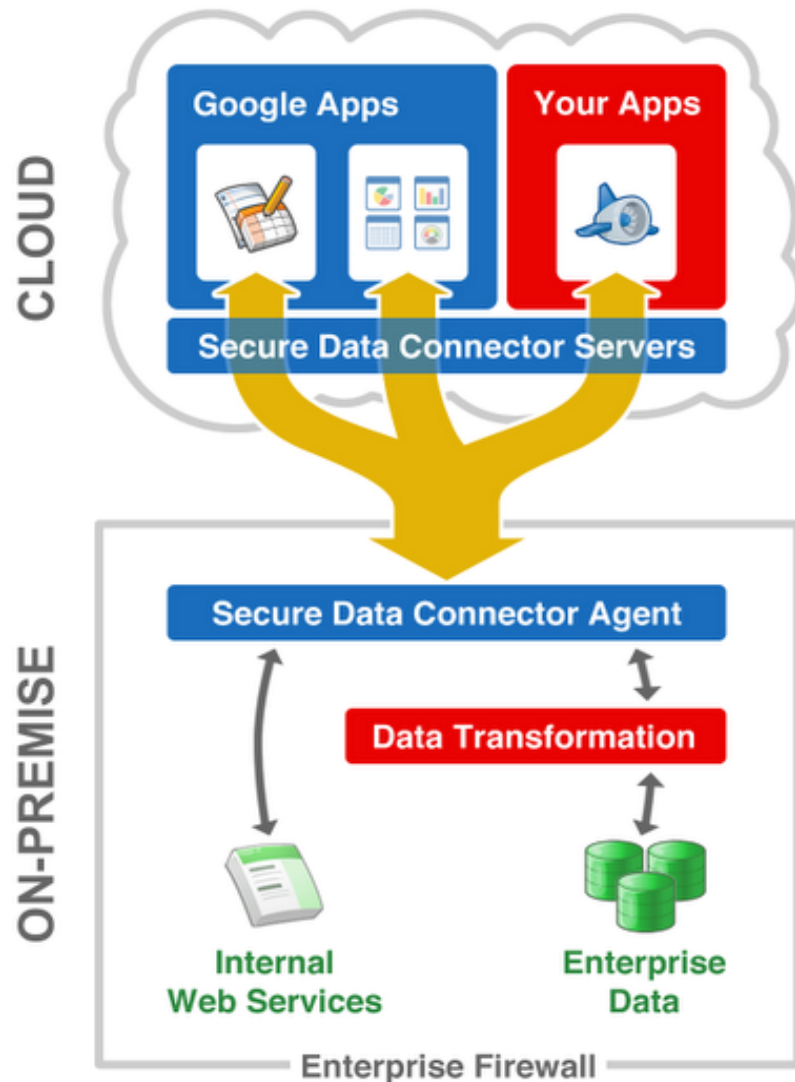 CLOUD
Google Apps
Your Apps
Secure Data Connector Servers
ON-PREMISE
Secure Data Connector Agent
Data Transformation
Internal
Web Services
Enterprise
Data
Enterprise Firewall